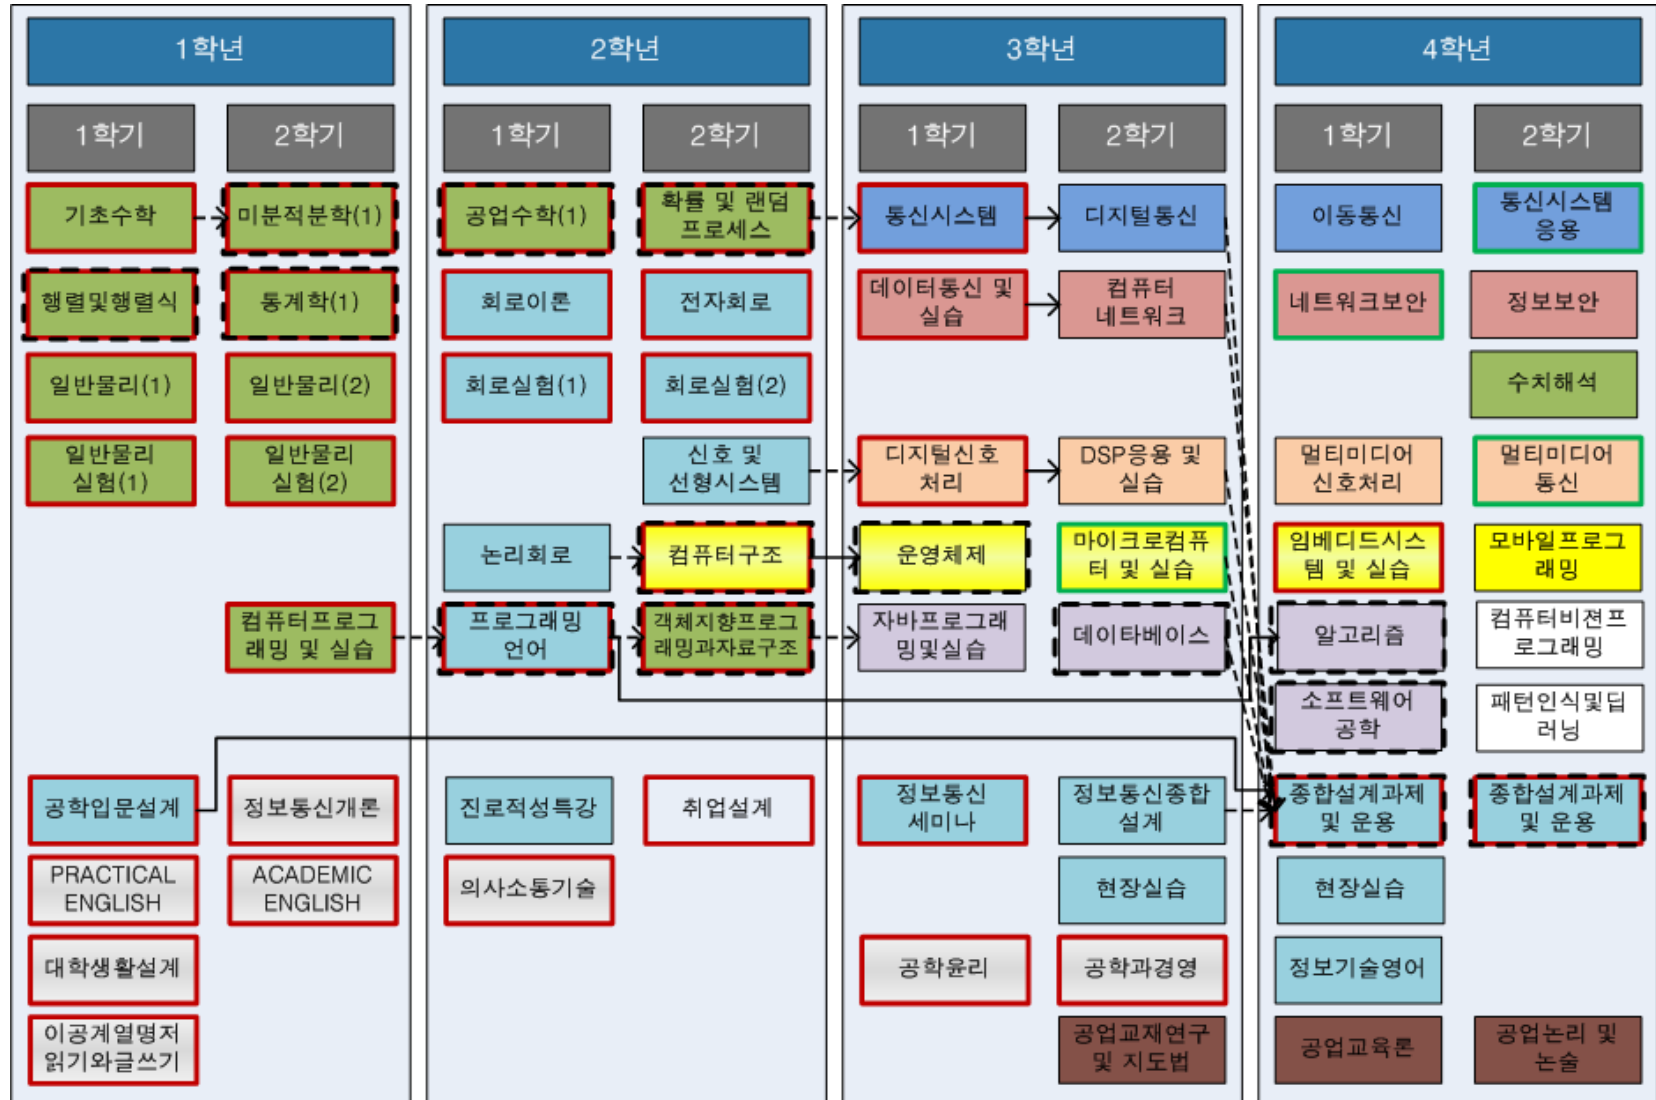 1학년
2학년
3학년
4학년
1학기
2학기
1학기
2학기
1학기
2학기
1학기
2학기
기초수학
미분적분학(1)
공업수학(1)
확률 및 랜덤
프로세스
통신시스템
디지털통신
이동통신
통신시스템
응용
행렬및행렬식
통계학(1)
회로이론
전자회로
데이터통신 및
실습
컴퓨터
네트워크
네트워크보안
정보보안
일반물리(1)
일반물리(2)
회로실험(1)
회로실험(2)
수치해석
일반물리
실험(1)
일반물리
실험(2)
신호 및
선형시스템
디지털신호
처리
DSP응용 및
실습
멀티미디어
신호처리
멀티미디어
통신
논리회로
컴퓨터구조
운영체제
마이크로컴퓨
터 및 실습
임베디드시스
템 및 실습
모바일프로그
래밍
컴퓨터프로그
래밍 및 실습
프로그래밍
언어
객체지향프로그
래밍과자료구조
자바프로그래
밍및실습
데이타베이스
알고리즘
컴퓨터비젼프
로그래밍
소프트웨어
공학
패턴인식및딥
러닝
공학입문설계
정보통신개론
진로적성특강
취업설계
정보통신
세미나
정보통신종합
설계
종합설계과제
및 운용
종합설계과제
및 운용
PRACTICAL
ENGLISH
ACADEMIC
ENGLISH
의사소통기술
현장실습
현장실습
대학생활설계
공학윤리
공학과경영
정보기술영어
이공계열명저
읽기와글쓰기
공업교재연구
및 지도법
공업교육론
공업논리 및
논술